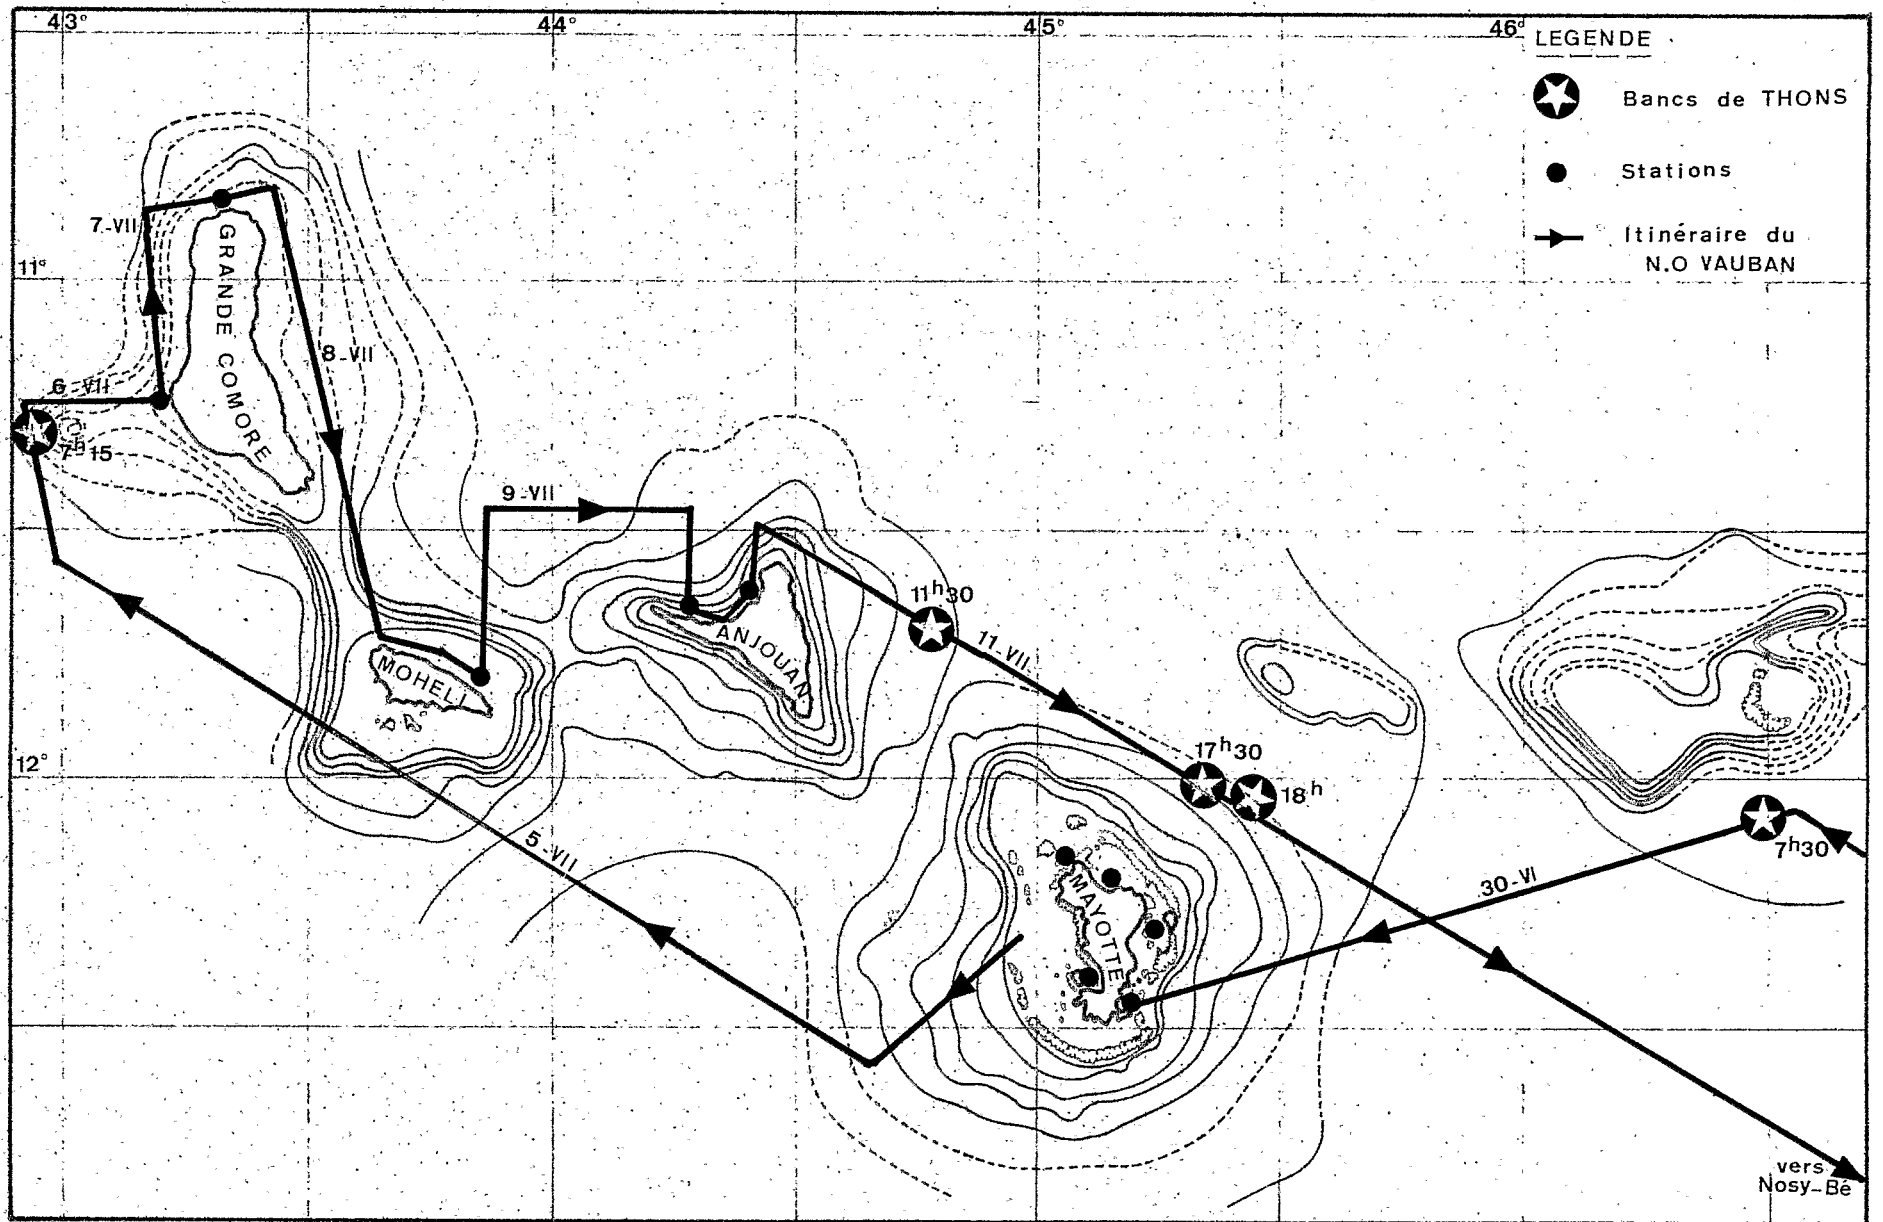 43°
44°
45°
46°
LEGENDE
Bancs de THONS
Stations
Itinéraire du
N.O VAUBAN
7-VII
11°
GRANDE COMORE
8-VII
6-VII
7h15
9-VII
11h30
11-VII
ANJOUAN
MOHELI
12°
17h30
18h
7h30
5-VII
30-VI
MAYOTTE
vers
Nosy-Bé